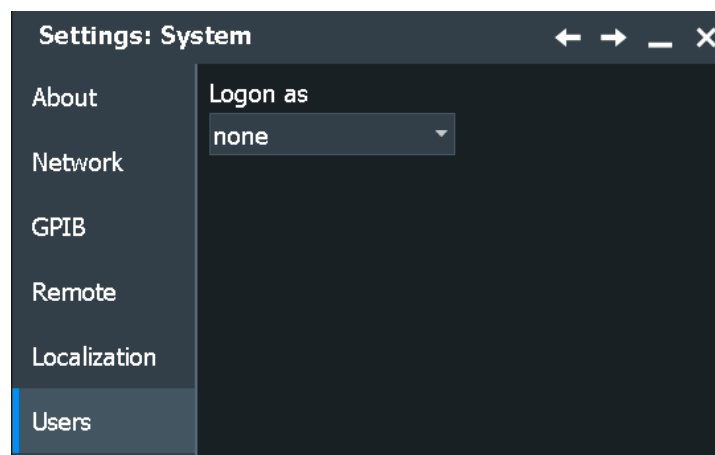 Settings: System
About
Network
GPIB
Remote
Localization
Users
Logon as
none